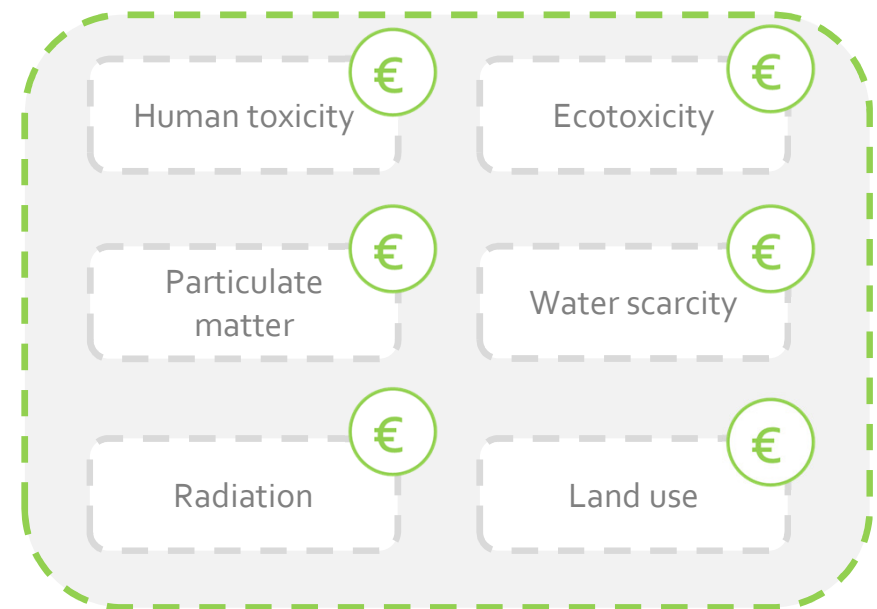 €
Human toxicity
€
Ecotoxicity
€
Particulate
matter
€
Water scarcity
€
Radiation
€
Land use